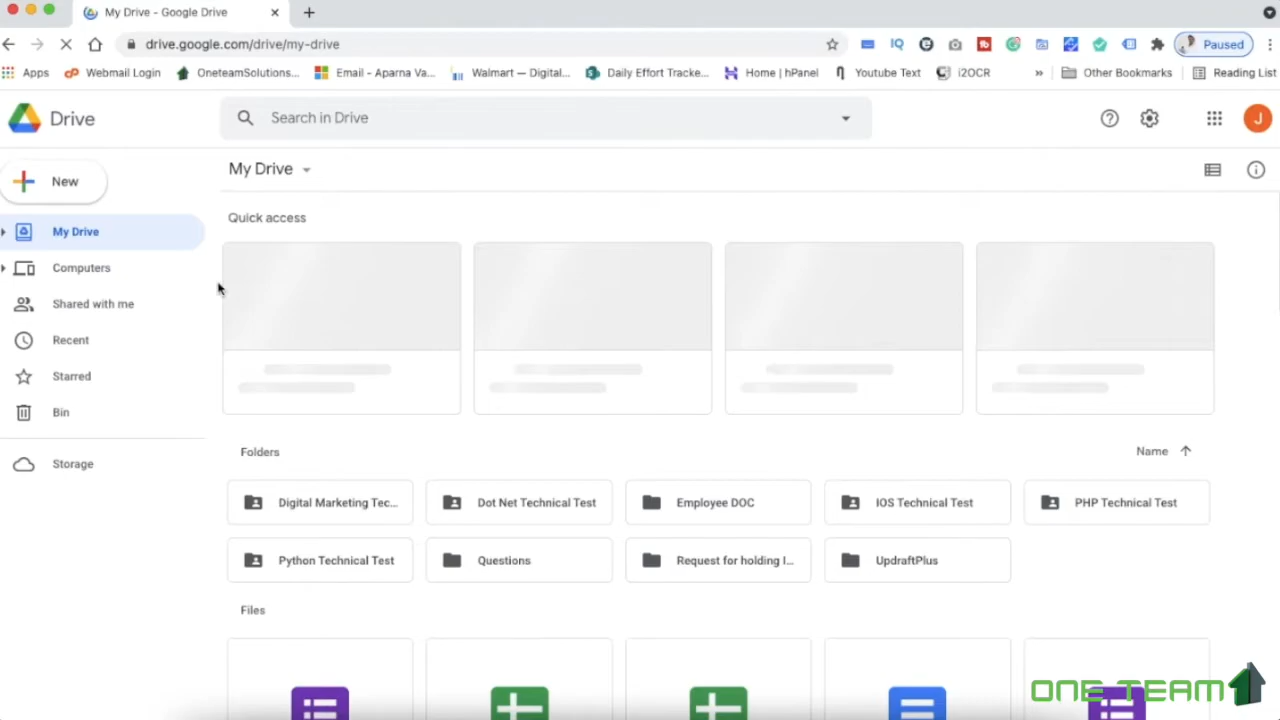 My Drive - Google Drive
drive.google.com/drive/my-drive
Paused
Apps
Webmail Login
OneteamSolutions...
Email - Aparna Va...
Walmart — Digital...
Daily Effort Tracke...
Home | hPanel
Youtube Text
i2OCR
»
Other Bookmarks
Reading List
Drive
Search in Drive
J
New
My Drive
My Drive
Computers
Shared with me
Recent
Starred
Bin
Storage
Quick access
Folders
Name
Digital Marketing Tec...
Dot Net Technical Test
Employee DOC
IOS Technical Test
PHP Technical Test
Python Technical Test
Questions
Request for holding I...
UpdraftPlus
Files
ONE TEAM